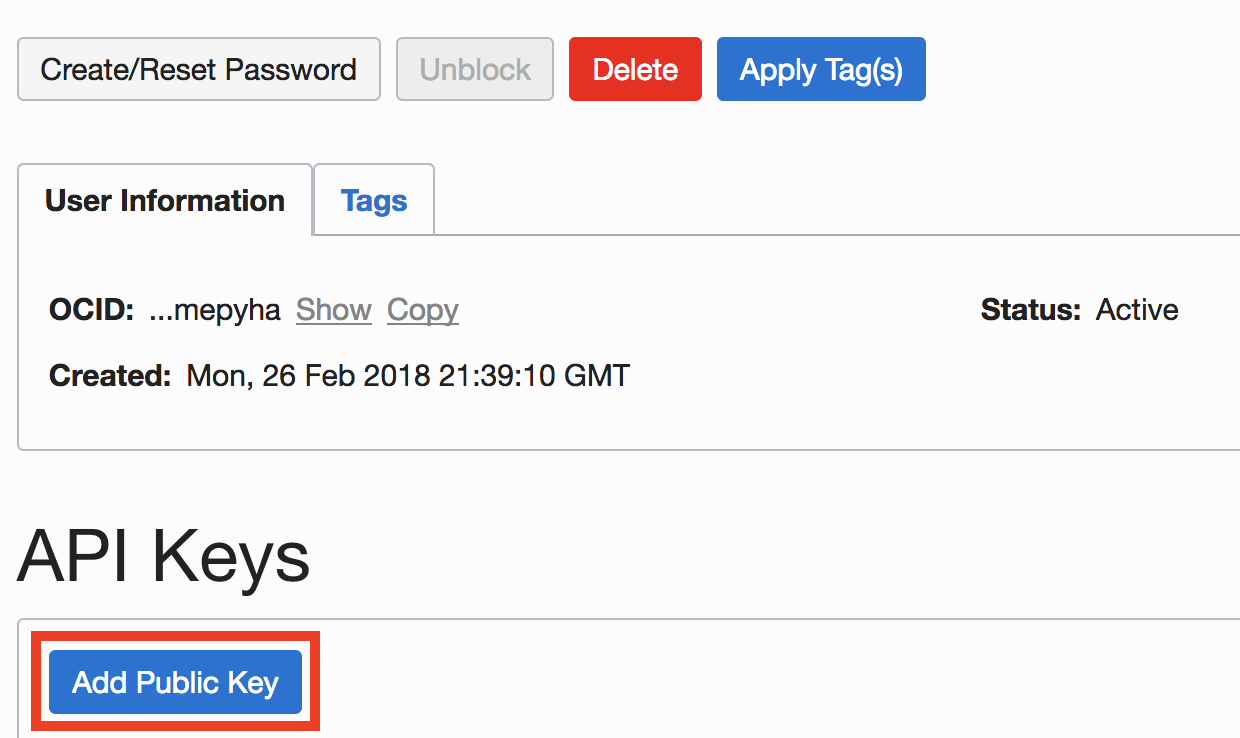 Create/Reset Password Unblock Delete Apply Tag(s)
User Information Tags
OCID: ...mepyha Show Copy Status: Active
Created: Mon, 26 Feb 2018 21:39:10 GMT
API Keys
Add Public Key